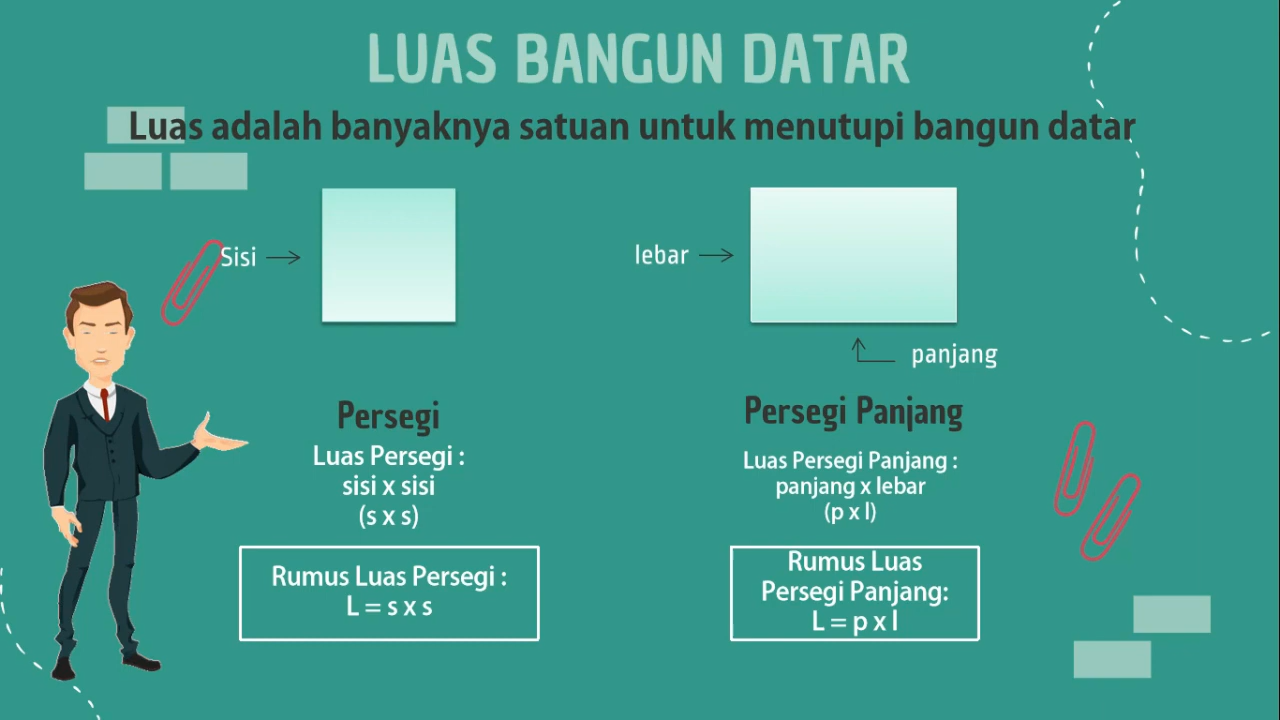 LUAS BANGUN DATAR
Luas adalah banyaknya satuan untuk menutupi bangun datar
Sisi
lebar
panjang
Persegi
Luas Persegi :
sisi x sisi
(s x s)
Rumus Luas Persegi :
L = s x s
Persegi Panjang
Luas Persegi Panjang :
panjang x lebar
(p x l)
Rumus Luas
Persegi Panjang:
L = p x l